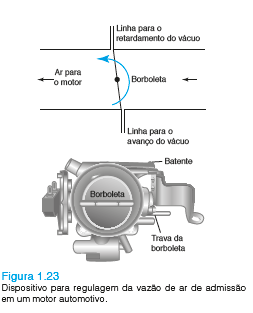 Linha para o
retardamento do vácuo
Ar para
o motor
Borboleta
Linha para o
avanço do vácuo
Batente
Borboleta
Trava da
borboleta
Figura 1.23
Dispositivo para regulagem da vazão de ar de admissão
em um motor automotivo.